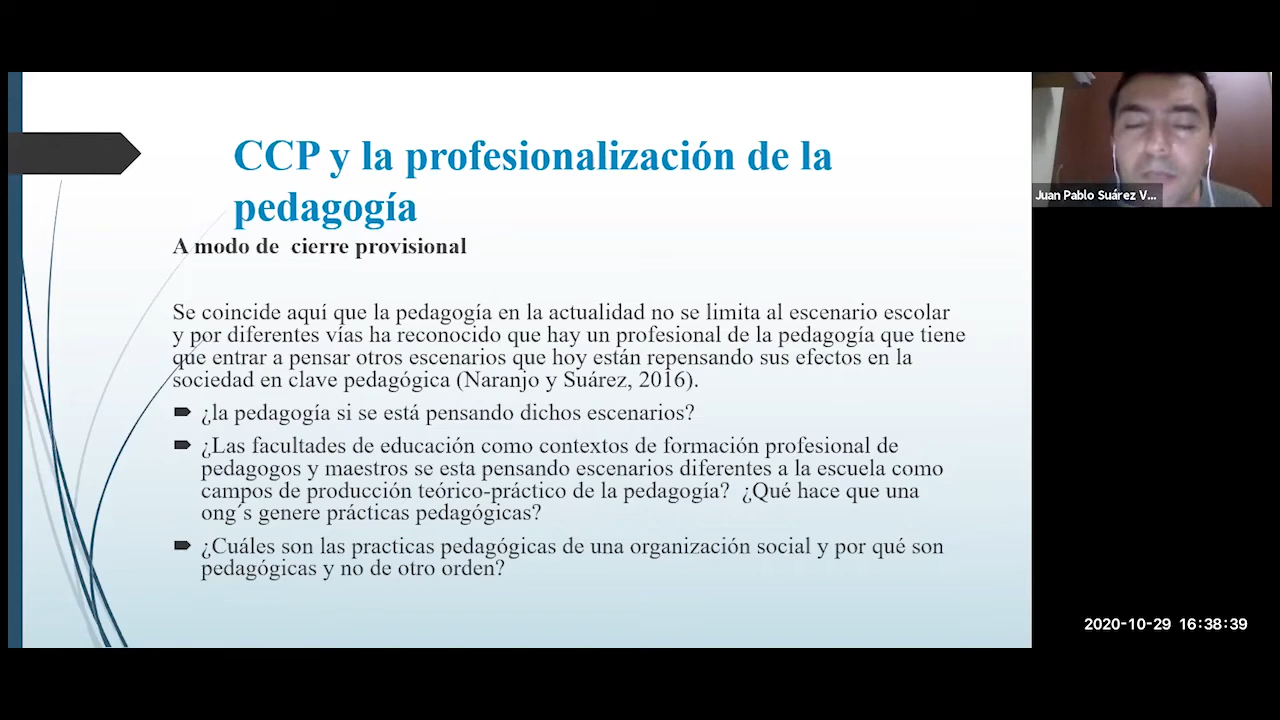 CCP y la profesionalización de la
pedagogía
A modo de cierre provisional
Se coincide aquí que la pedagogía en la actualidad no se limita al escenario escolar
y por diferentes vías ha reconocido que hay un profesional de la pedagogía que tiene
que entrar a pensar otros escenarios que hoy están repensando sus efectos en la
sociedad en clave pedagógica (Naranjo y Suárez, 2016).
¿la pedagogía si se está pensando dichos escenarios?
¿Las facultades de educación como contextos de formación profesional de
pedagogos y maestros se esta pensando escenarios diferentes a la escuela como
campos de producción teórico-práctico de la pedagogía? ¿Qué hace que una
ong´s genere prácticas pedagógicas?
¿Cuáles son las practicas pedagógicas de una organización social y por qué son
pedagógicas y no de otro orden?
Juan Pablo Suárez V...
2020-10-29 16:38:39